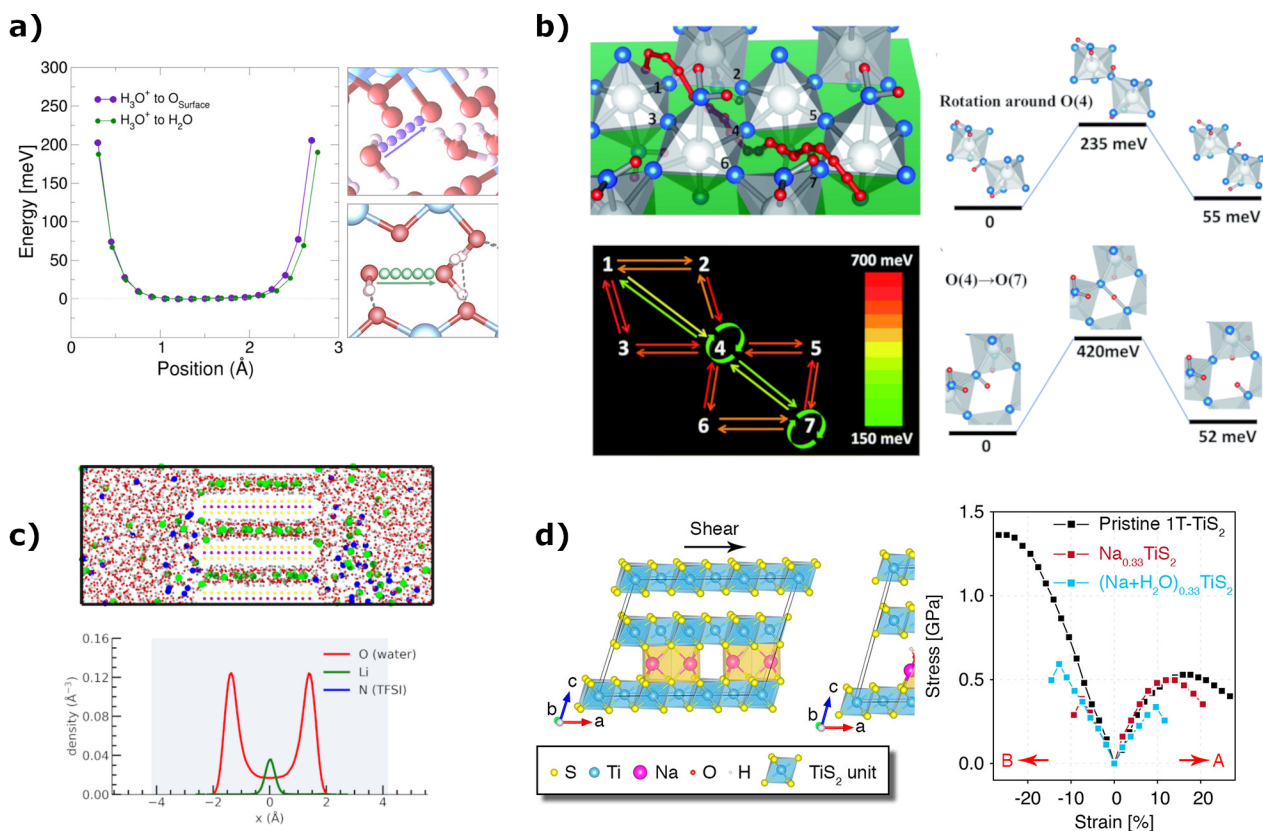 a)
300
250
200
150
100
50
0
Energy [meV]
H₃O⁺ to O_Surface
H₃O⁺ to H₂O
0 1 2 3
Position (Å)
b)
1
2
3
4
5
6
7
Rotation around O(4)
235 meV
0
55 meV
1 2
3 4 5
6 7
700 meV
150 meV
O(4)→O(7)
420meV
0
52 meV
c)
0.16
0.12
0.08
0.04
0.00
density (Å⁻³)
O (water)
Li
N (TFSI)
−4 −2 0 2 4
x (Å)
d)
Shear
c
b
a
c
b
a
S Ti Na O H TiS₂ unit
1.5
1.0
0.5
0.0
Stress [GPa]
Pristine 1T-TiS₂
Na₀.₃₃TiS₂
(Na+H₂O)₀.₃₃TiS₂
B A
-20 -10 0 10 20
Strain [%]